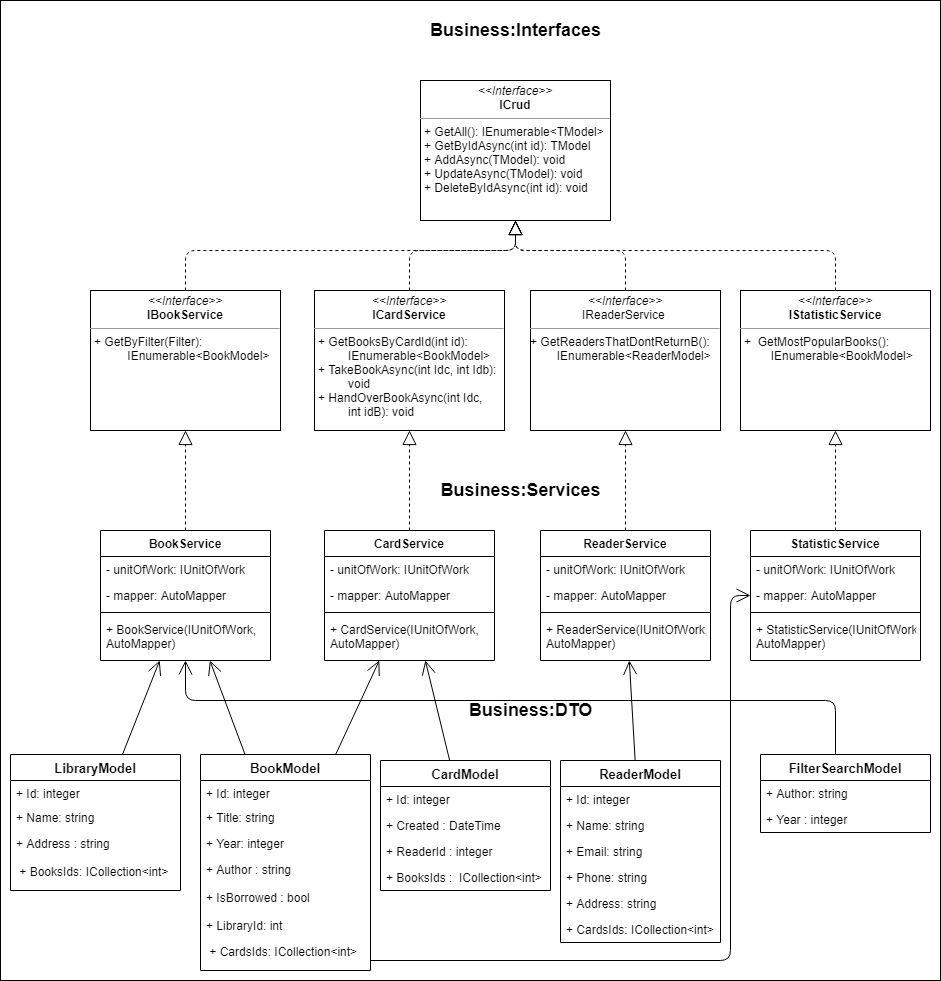 Business:Interfaces
<<Interface>>
ICrud
+ GetAll(): IEnumerable<TModel>
+ GetByIdAsync(int id): TModel
+ AddAsync(TModel): void
+ UpdateAsync(TModel): void
+ DeleteByIdAsync(int id): void
<<Interface>>
IBookService
+ GetByFilter(Filter):
IEnumerable<BookModel>
<<Interface>>
ICardService
+ GetBooksByCardId(int id):
IEnumerable<BookModel>
+ TakeBookAsync(int Idc, int Idb):
void
+ HandOverBookAsync(int Idc,
int idB): void
<<Interface>>
IReaderService
+ GetReadersThatDontReturnB():
IEnumerable<ReaderModel>
<<Interface>>
IStatisticService
+ GetMostPopularBooks():
IEnumerable<BookModel>
Business:Services
BookService
- unitOfWork: IUnitOfWork
- mapper: AutoMapper
+ BookService(IUnitOfWork,
AutoMapper)
CardService
- unitOfWork: IUnitOfWork
- mapper: AutoMapper
+ CardService(IUnitOfWork,
AutoMapper)
ReaderService
- unitOfWork: IUnitOfWork
- mapper: AutoMapper
+ ReaderService(IUnitOfWork,
AutoMapper)
StatisticService
- unitOfWork: IUnitOfWork
- mapper: AutoMapper
+ StatisticService(IUnitOfWork
AutoMapper)
Business:DTO
LibraryModel
+ Id: integer
+ Name: string
+ Address : string
+ BooksIds: ICollection<int>
BookModel
+ Id: integer
+ Title: string
+ Year: integer
+ Author : string
+ IsBorrowed : bool
+ LibraryId: int
+ CardsIds: ICollection<int>
CardModel
+ Id: integer
+ Created : DateTime
+ ReaderId : integer
+ BooksIds : ICollection<int>
ReaderModel
+ Id: integer
+ Name: string
+ Email: string
+ Phone: string
+ Address: string
+ CardsIds: ICollection<int>
FilterSearchModel
+ Author: string
+ Year : integer